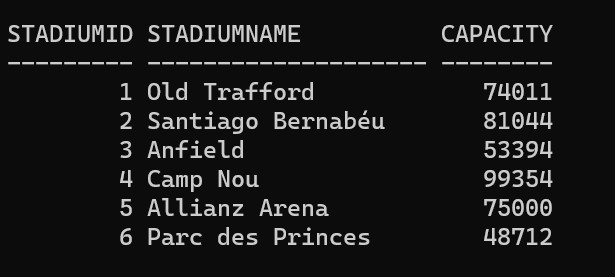 STADIUMID STADIUMNAME          CAPACITY
--------- -------------------- --------
        1 Old Trafford            74011
        2 Santiago Bernabéu       81044
        3 Anfield                 53394
        4 Camp Nou                99354
        5 Allianz Arena           75000
        6 Parc des Princes        48712